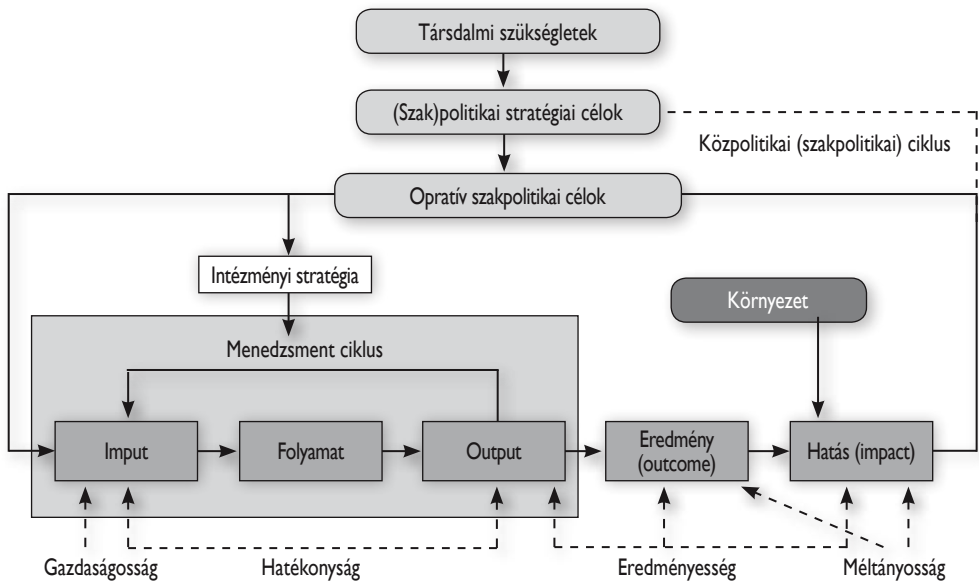 Társdalmi szükségletek
(Szak)politikai stratégiai célok
Közpolitikai (szakpolitikai) ciklus
Opratív szakpolitikai célok
Intézményi stratégia
Környezet
Menedzsment ciklus
Imput
Folyamat
Output
Eredmény
(outcome)
Hatás (impact)
Gazdaságosság
Hatékonyság
Eredményesség
Méltányosság